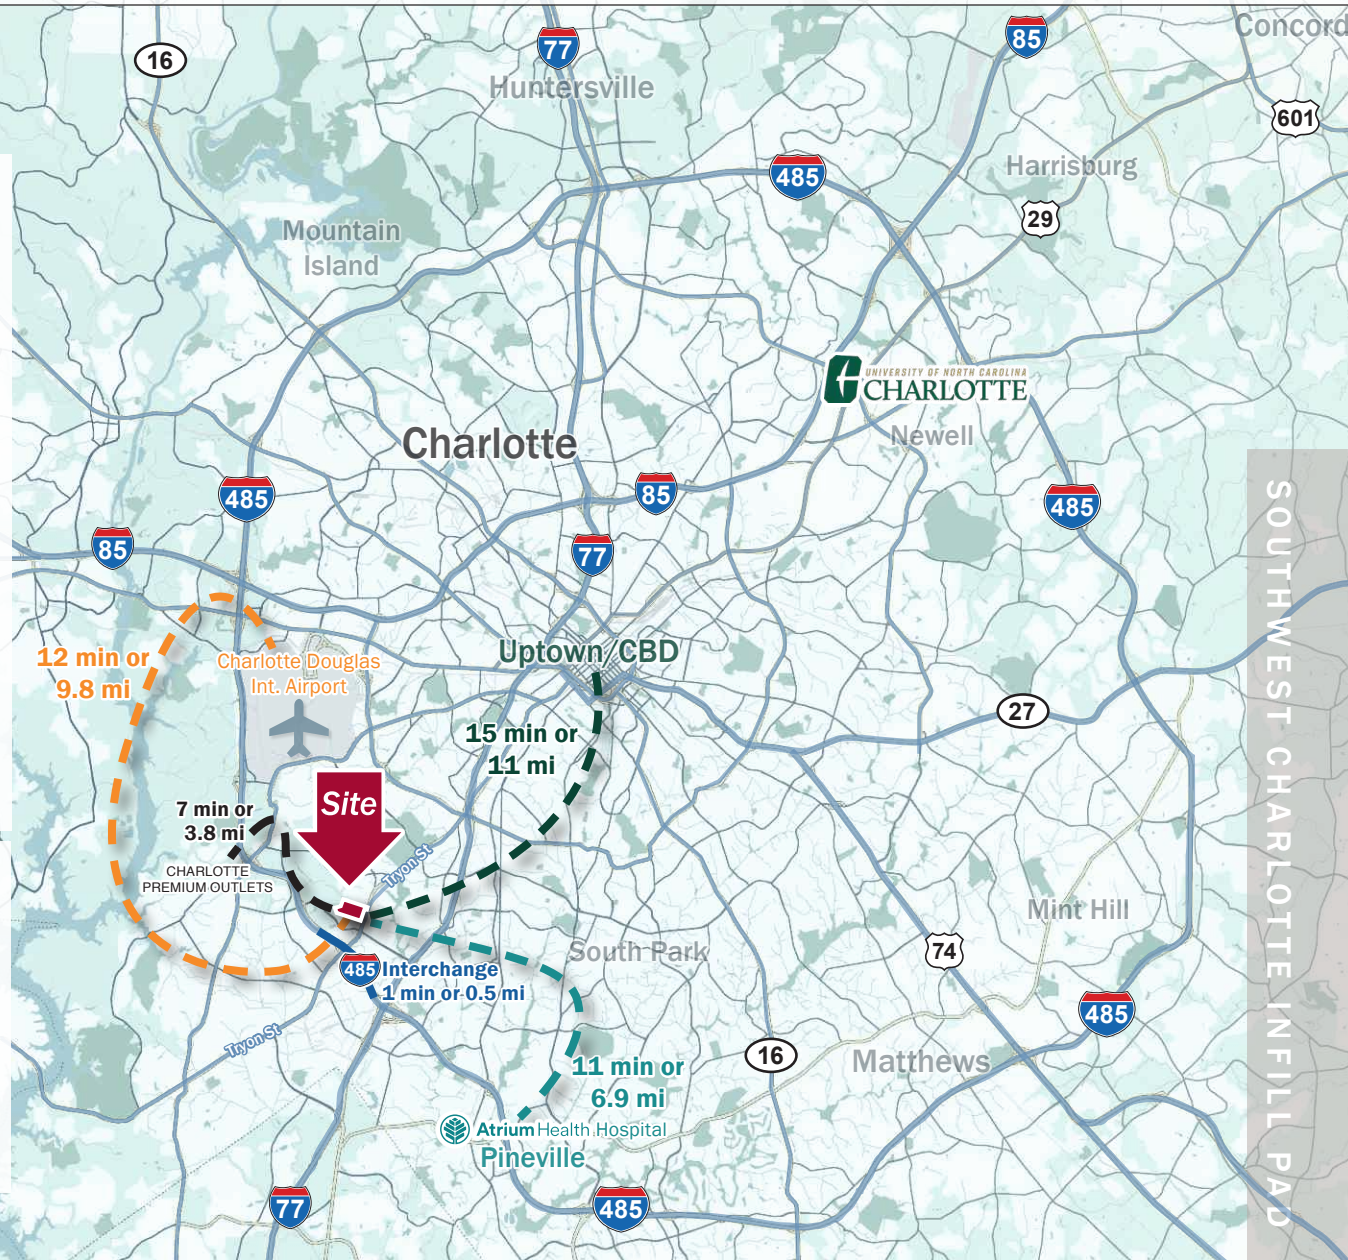 Concord
77
85
16
Huntersville
601
Harrisburg
485
29
Mountain
Island
UNIVERSITY OF NORTH CAROLINA
CHARLOTTE
Newell
Charlotte
485
85
485
85
77
SOUTHWEST CHARLOTTE INFILL PAD
12 min or
9.8 mi
Charlotte Douglas
Int. Airport
Uptown/CBD
27
15 min or
11 mi
7 min or
3.8 mi
Site
CHARLOTTE
PREMIUM OUTLETS
Tryon St
Mint Hill
South Park
74
485 Interchange
1 min or 0.5 mi
485
Tryon St
16
Matthews
11 min or
6.9 mi
Atrium Health Hospital
Pineville
77
485